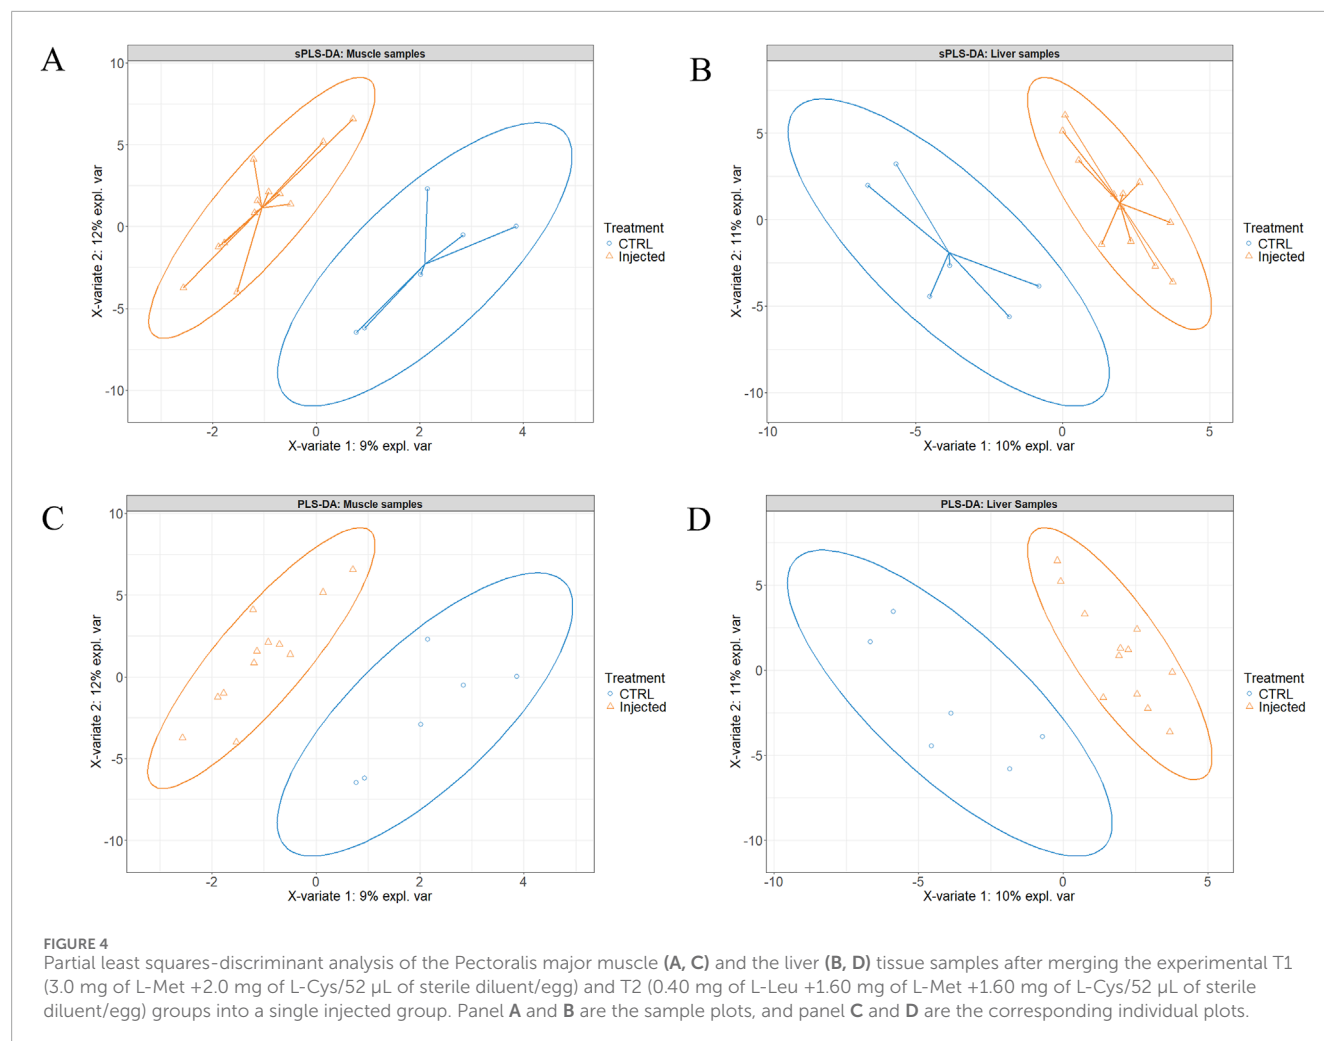 A
sPLS-DA: Muscle samples
10
5
0
-5
-10
X-variate 2: 12% expl. var
-2
0
2
4
X-variate 1: 9% expl. var
Treatment
CTRL
Injected
B
sPLS-DA: Liver samples
5
0
-5
-10
X-variate 2: 11% expl. var
-10
-5
0
5
X-variate 1: 10% expl. var
Treatment
CTRL
Injected
C
PLS-DA: Muscle samples
10
5
0
-5
-10
X-variate 2: 12% expl. var
-2
0
2
4
X-variate 1: 9% expl. var
Treatment
CTRL
Injected
D
PLS-DA: Liver Samples
5
0
-5
-10
X-variate 2: 11% expl. var
-10
-5
0
5
X-variate 1: 10% expl. var
Treatment
CTRL
Injected
FIGURE 4
Partial least squares-discriminant analysis of the Pectoralis major muscle (A, C) and the liver (B, D) tissue samples after merging the experimental T1
(3.0 mg of L-Met +2.0 mg of L-Cys/52 µL of sterile diluent/egg) and T2 (0.40 mg of L-Leu +1.60 mg of L-Met +1.60 mg of L-Cys/52 µL of sterile
diluent/egg) groups into a single injected group. Panel A and B are the sample plots, and panel C and D are the corresponding individual plots.